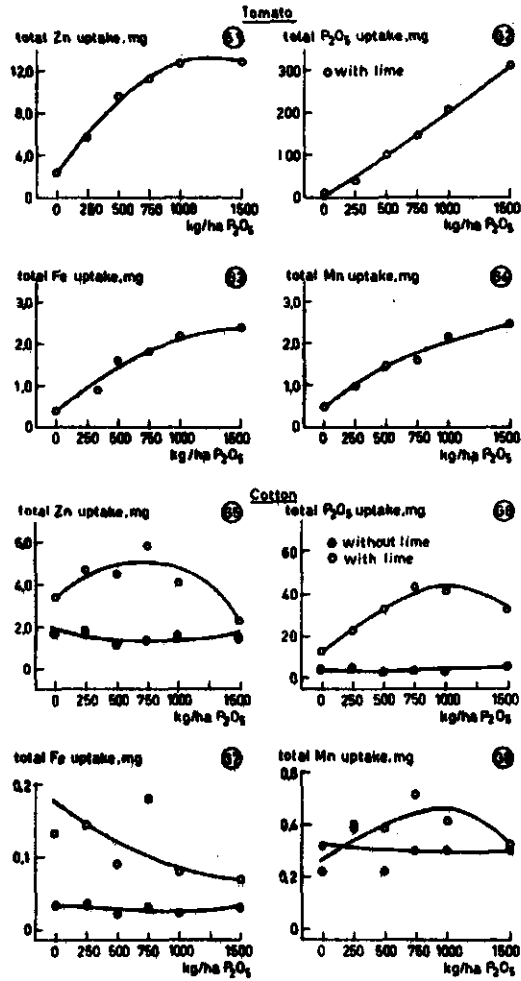 Tomato
total Zn uptake, mg 61
12,0
8,0
4,0
0
0 250 500 750 1000 1500
kg/ha P₂O₅
total P₂O₅ uptake, mg 62
with lime
300
200
100
0
0 250 500 750 1000 1500
kg/ha P₂O₅
total Fe uptake, mg 63
3,0
2,0
1,0
0
0 250 500 750 1000 1500
kg/ha P₂O₅
total Mn uptake, mg 64
3,0
2,0
1,0
0
0 250 500 750 1000 1500
kg/ha P₂O₅
Cotton
total Zn uptake, mg 65
6,0
4,0
2,0
0
0 250 500 750 1000 1500
kg/ha P₂O₅
total P₂O₅ uptake, mg 66
without lime
with lime
60
40
20
0
0 250 500 750 1000 1500
kg/ha P₂O₅
total Fe uptake, mg 67
0,2
0,1
0
0 250 500 750 1000 1500
kg/ha P₂O₅
total Mn uptake, mg
0,2
0
0 250 500 750 1000 1500
kg/ha P₂O₅